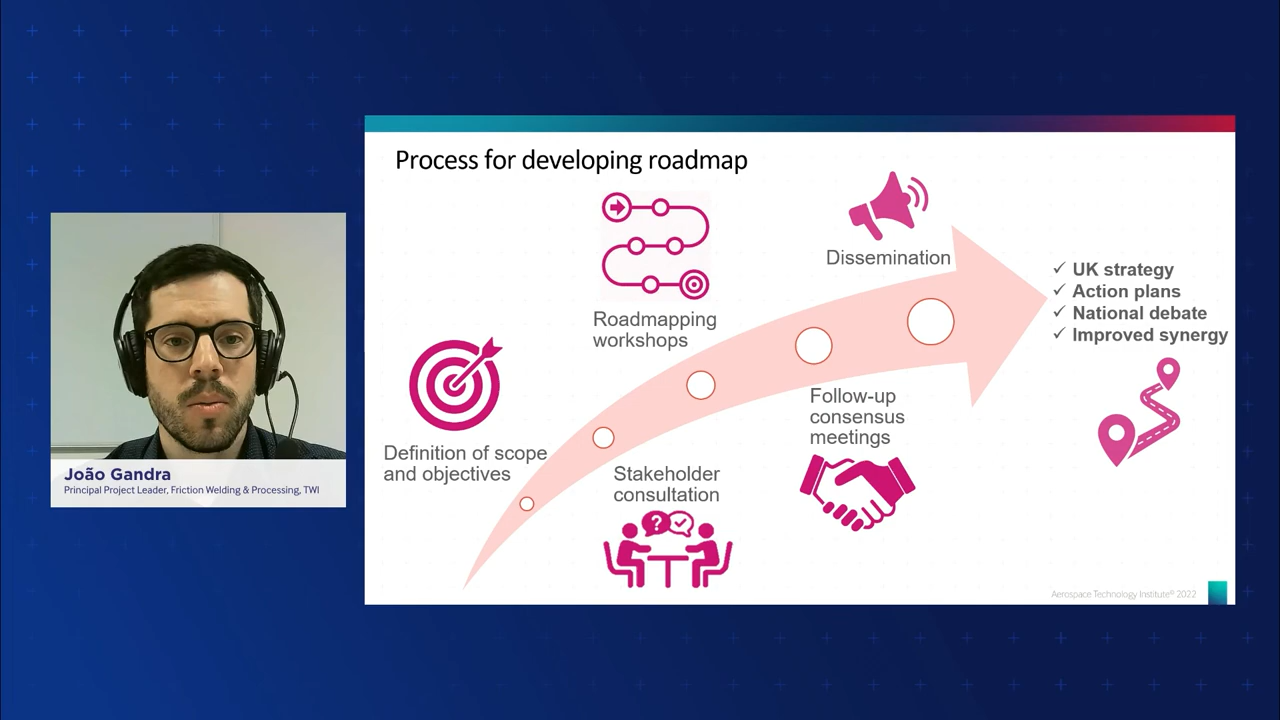 Process for developing roadmap
Definition of scope
and objectives
Stakeholder
consultation
Roadmapping
workshops
Follow-up
consensus
meetings
Dissemination
✓ UK strategy
✓ Action plans
✓ National debate
✓ Improved synergy
João Gandra
Principal Project Leader, Friction Welding & Processing, TWI
Aerospace Technology Institute® 2022